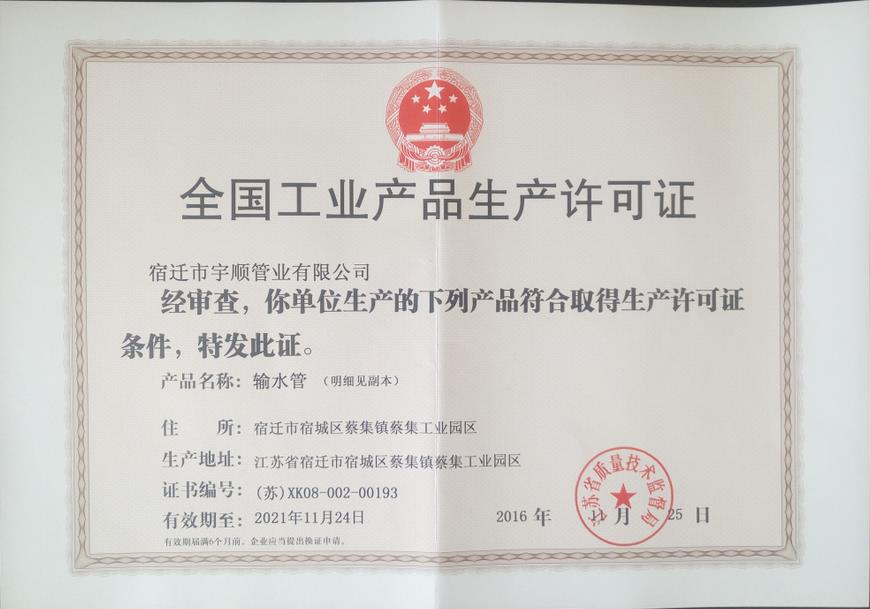 全国工业产品生产许可证
宿迁市宇顺管业有限公司
经审查，你单位生产的下列产品符合取得生产许可证
条件，特发此证。
产品名称：输水管 （明细见副本）
住 所：宿迁市宿城区蔡集镇蔡集工业园区
生产地址：江苏省宿迁市宿城区蔡集镇蔡集工业园区
证书编号：(苏)XK08-002-00193
有效期至：2021年11月24日
2016 年 11 月 25 日
江苏省质量技术监督局
有效期届满6个月前，企业应当提出换证申请。